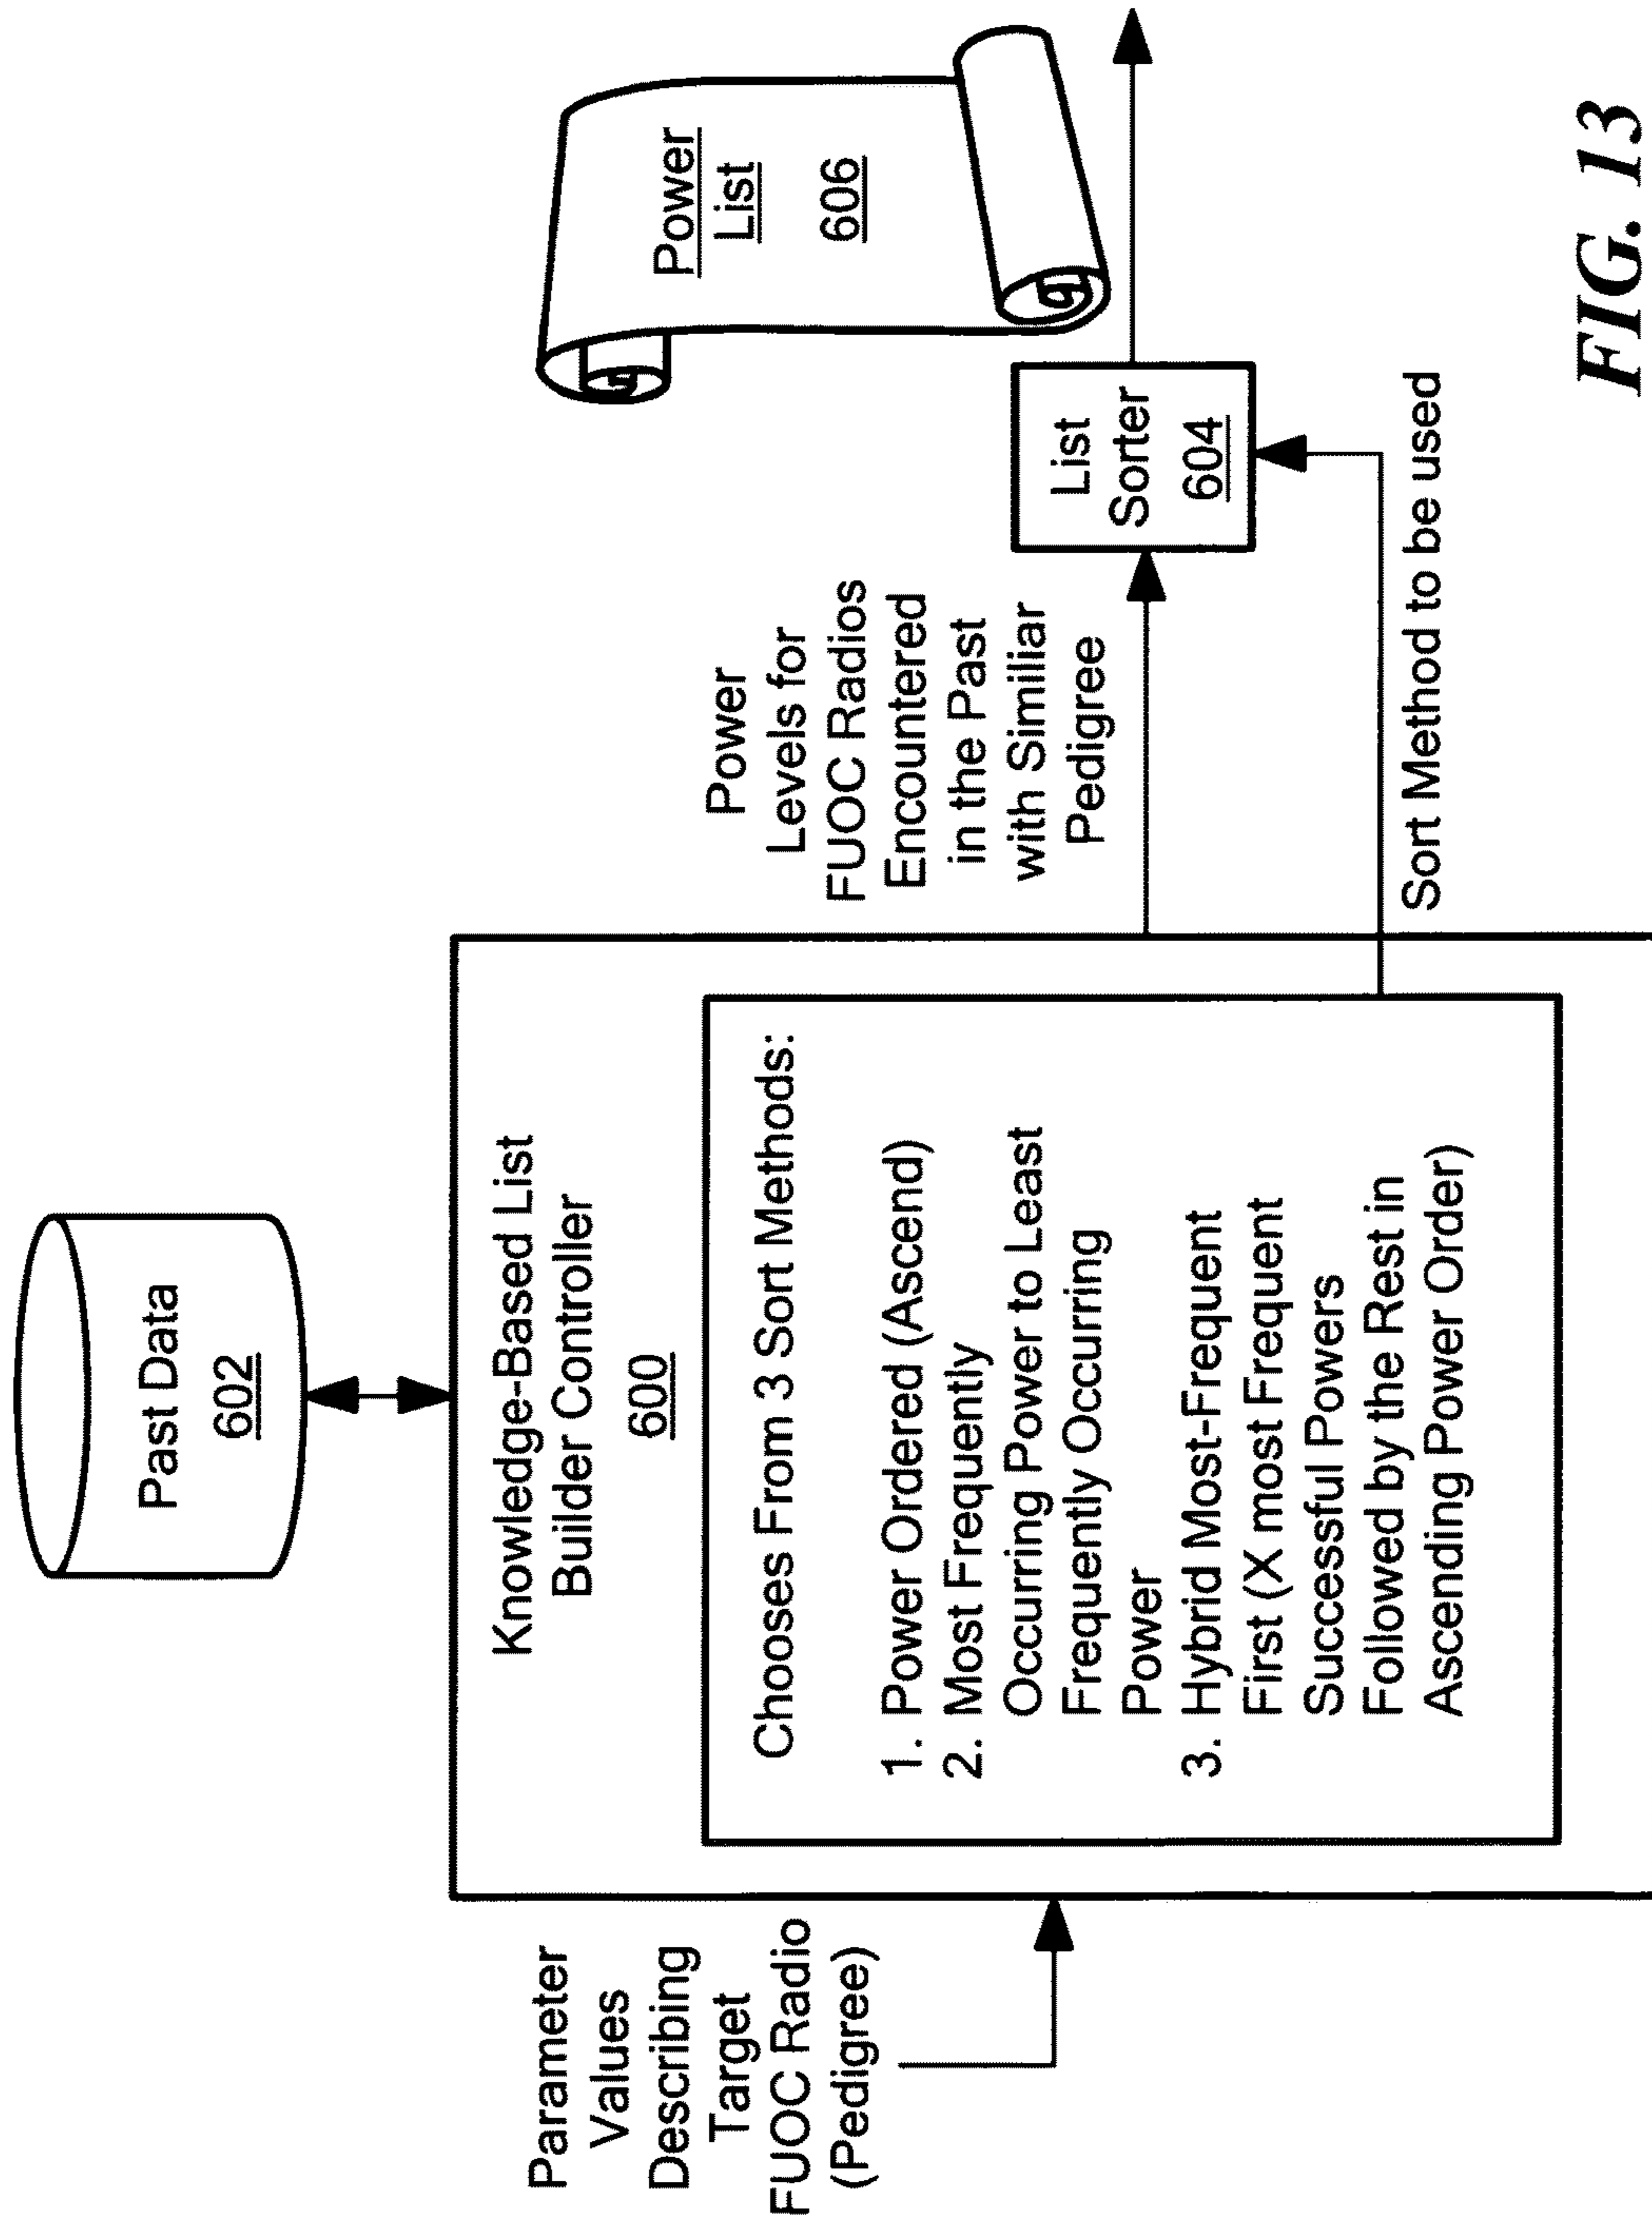 Past Data
602
Knowledge-Based List
Builder Controller
600
Chooses From 3 Sort Methods:
1. Power Ordered (Ascend)
2. Most Frequently
Occurring Power to Least
Frequently Occurring
Power
3. Hybrid Most-Frequent
First (X most Frequent
Successful Powers
Followed by the Rest in
Ascending Power Order)
Parameter
Values
Describing
Target
FUOC Radio
(Pedigree)
Power
Levels for
FUOC Radios
Encountered
in the Past
with Similiar
Pedigree
Sort Method to be used
List
Sorter
604
Power
List
606
FIG. 13